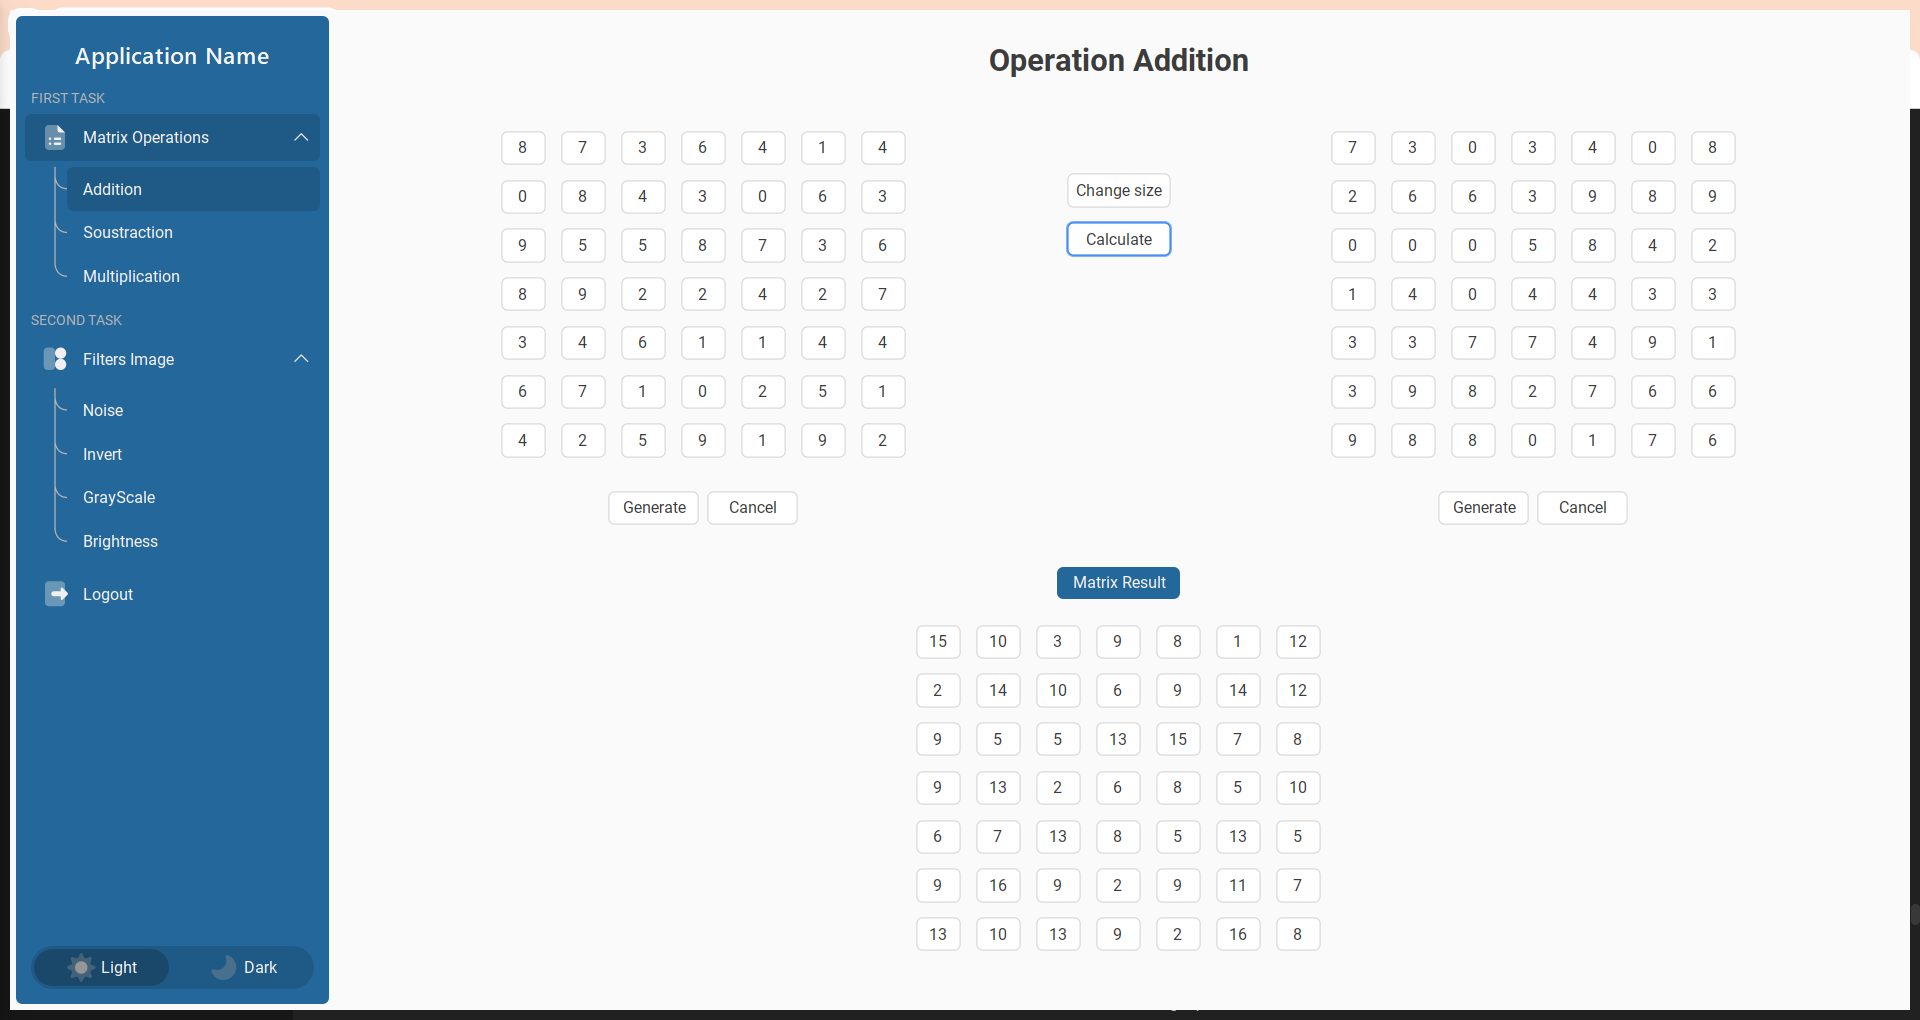 Application Name
FIRST TASK
Matrix Operations
Addition
Soustraction
Multiplication
SECOND TASK
Filters Image
Noise
Invert
GrayScale
Brightness
Logout
Light Dark
Operation Addition
8 7 3 6 4 1 4
0 8 4 3 0 6 3
9 5 5 8 7 3 6
8 9 2 2 4 2 7
3 4 6 1 1 4 4
6 7 1 0 2 5 1
4 2 5 9 1 9 2
Generate Cancel
Change size
Calculate
7 3 0 3 4 0 8
2 6 6 3 9 8 9
0 0 0 5 8 4 2
1 4 0 4 4 3 3
3 3 7 7 4 9 1
3 9 8 2 7 6 6
9 8 8 0 1 7 6
Generate Cancel
Matrix Result
15 10 3 9 8 1 12
2 14 10 6 9 14 12
9 5 5 13 15 7 8
9 13 2 6 8 5 10
6 7 13 8 5 13 5
9 16 9 2 9 11 7
13 10 13 9 2 16 8